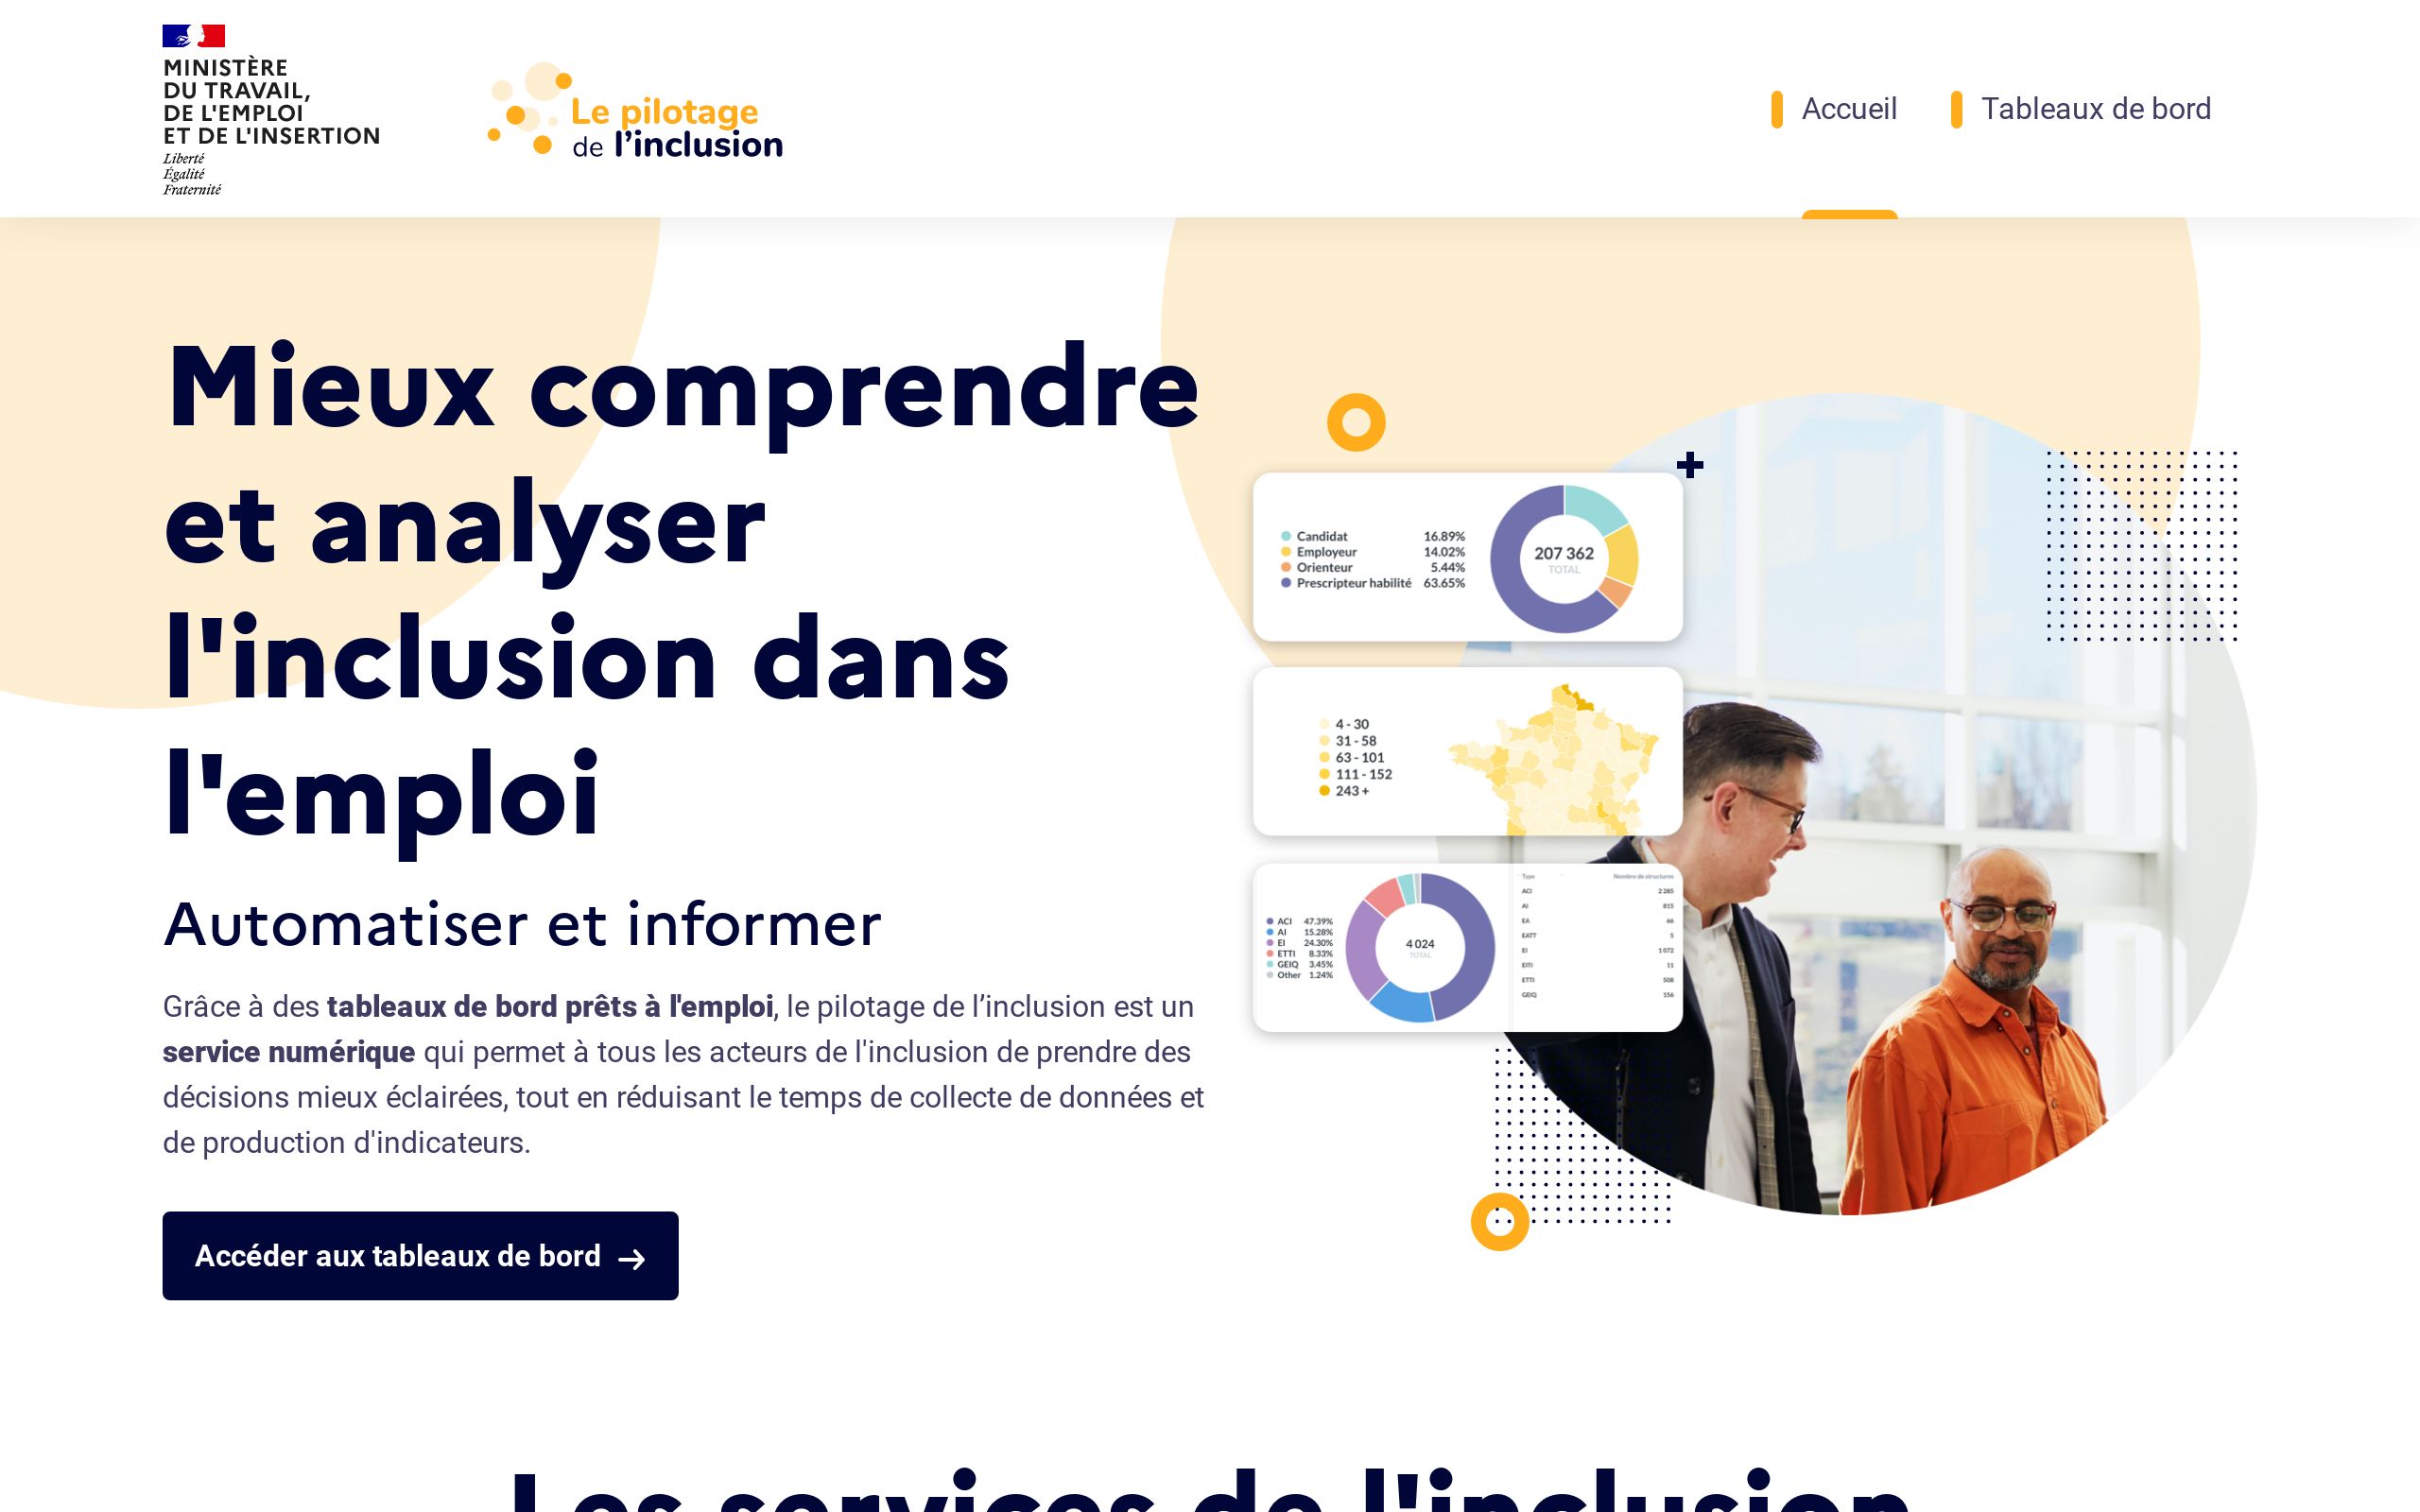 MINISTÈRE
DU TRAVAIL,
DE L'EMPLOI
ET DE L'INSERTION
Liberté
Égalité
Fraternité
Le pilotage
de l’inclusion
Accueil
Tableaux de bord
Mieux comprendre
et analyser
l'inclusion dans
l'emploi
Automatiser et informer
Grâce à des tableaux de bord prêts à l'emploi, le pilotage de l’inclusion est un
service numérique qui permet à tous les acteurs de l'inclusion de prendre des
décisions mieux éclairées, tout en réduisant le temps de collecte de données et
de production d'indicateurs.
Accéder aux tableaux de bord
Candidat 16.89%
Employeur 14.02%
Orienteur 5.44%
Prescripteur habilité 63.65%
207 362
TOTAL
4 - 30
31 - 58
63 - 101
111 - 152
243 +
ACI 47.39%
AI 15.28%
EI 24.30%
ETTI 8.33%
GEIQ 3.45%
Other 1.24%
4 024
TOTAL
Type Nombre de structures
ACI 2 285
AI 815
EA 66
EATT 5
EI 1 072
EITI 11
ETTI 508
GEIQ 156
Les services de l'inclusion